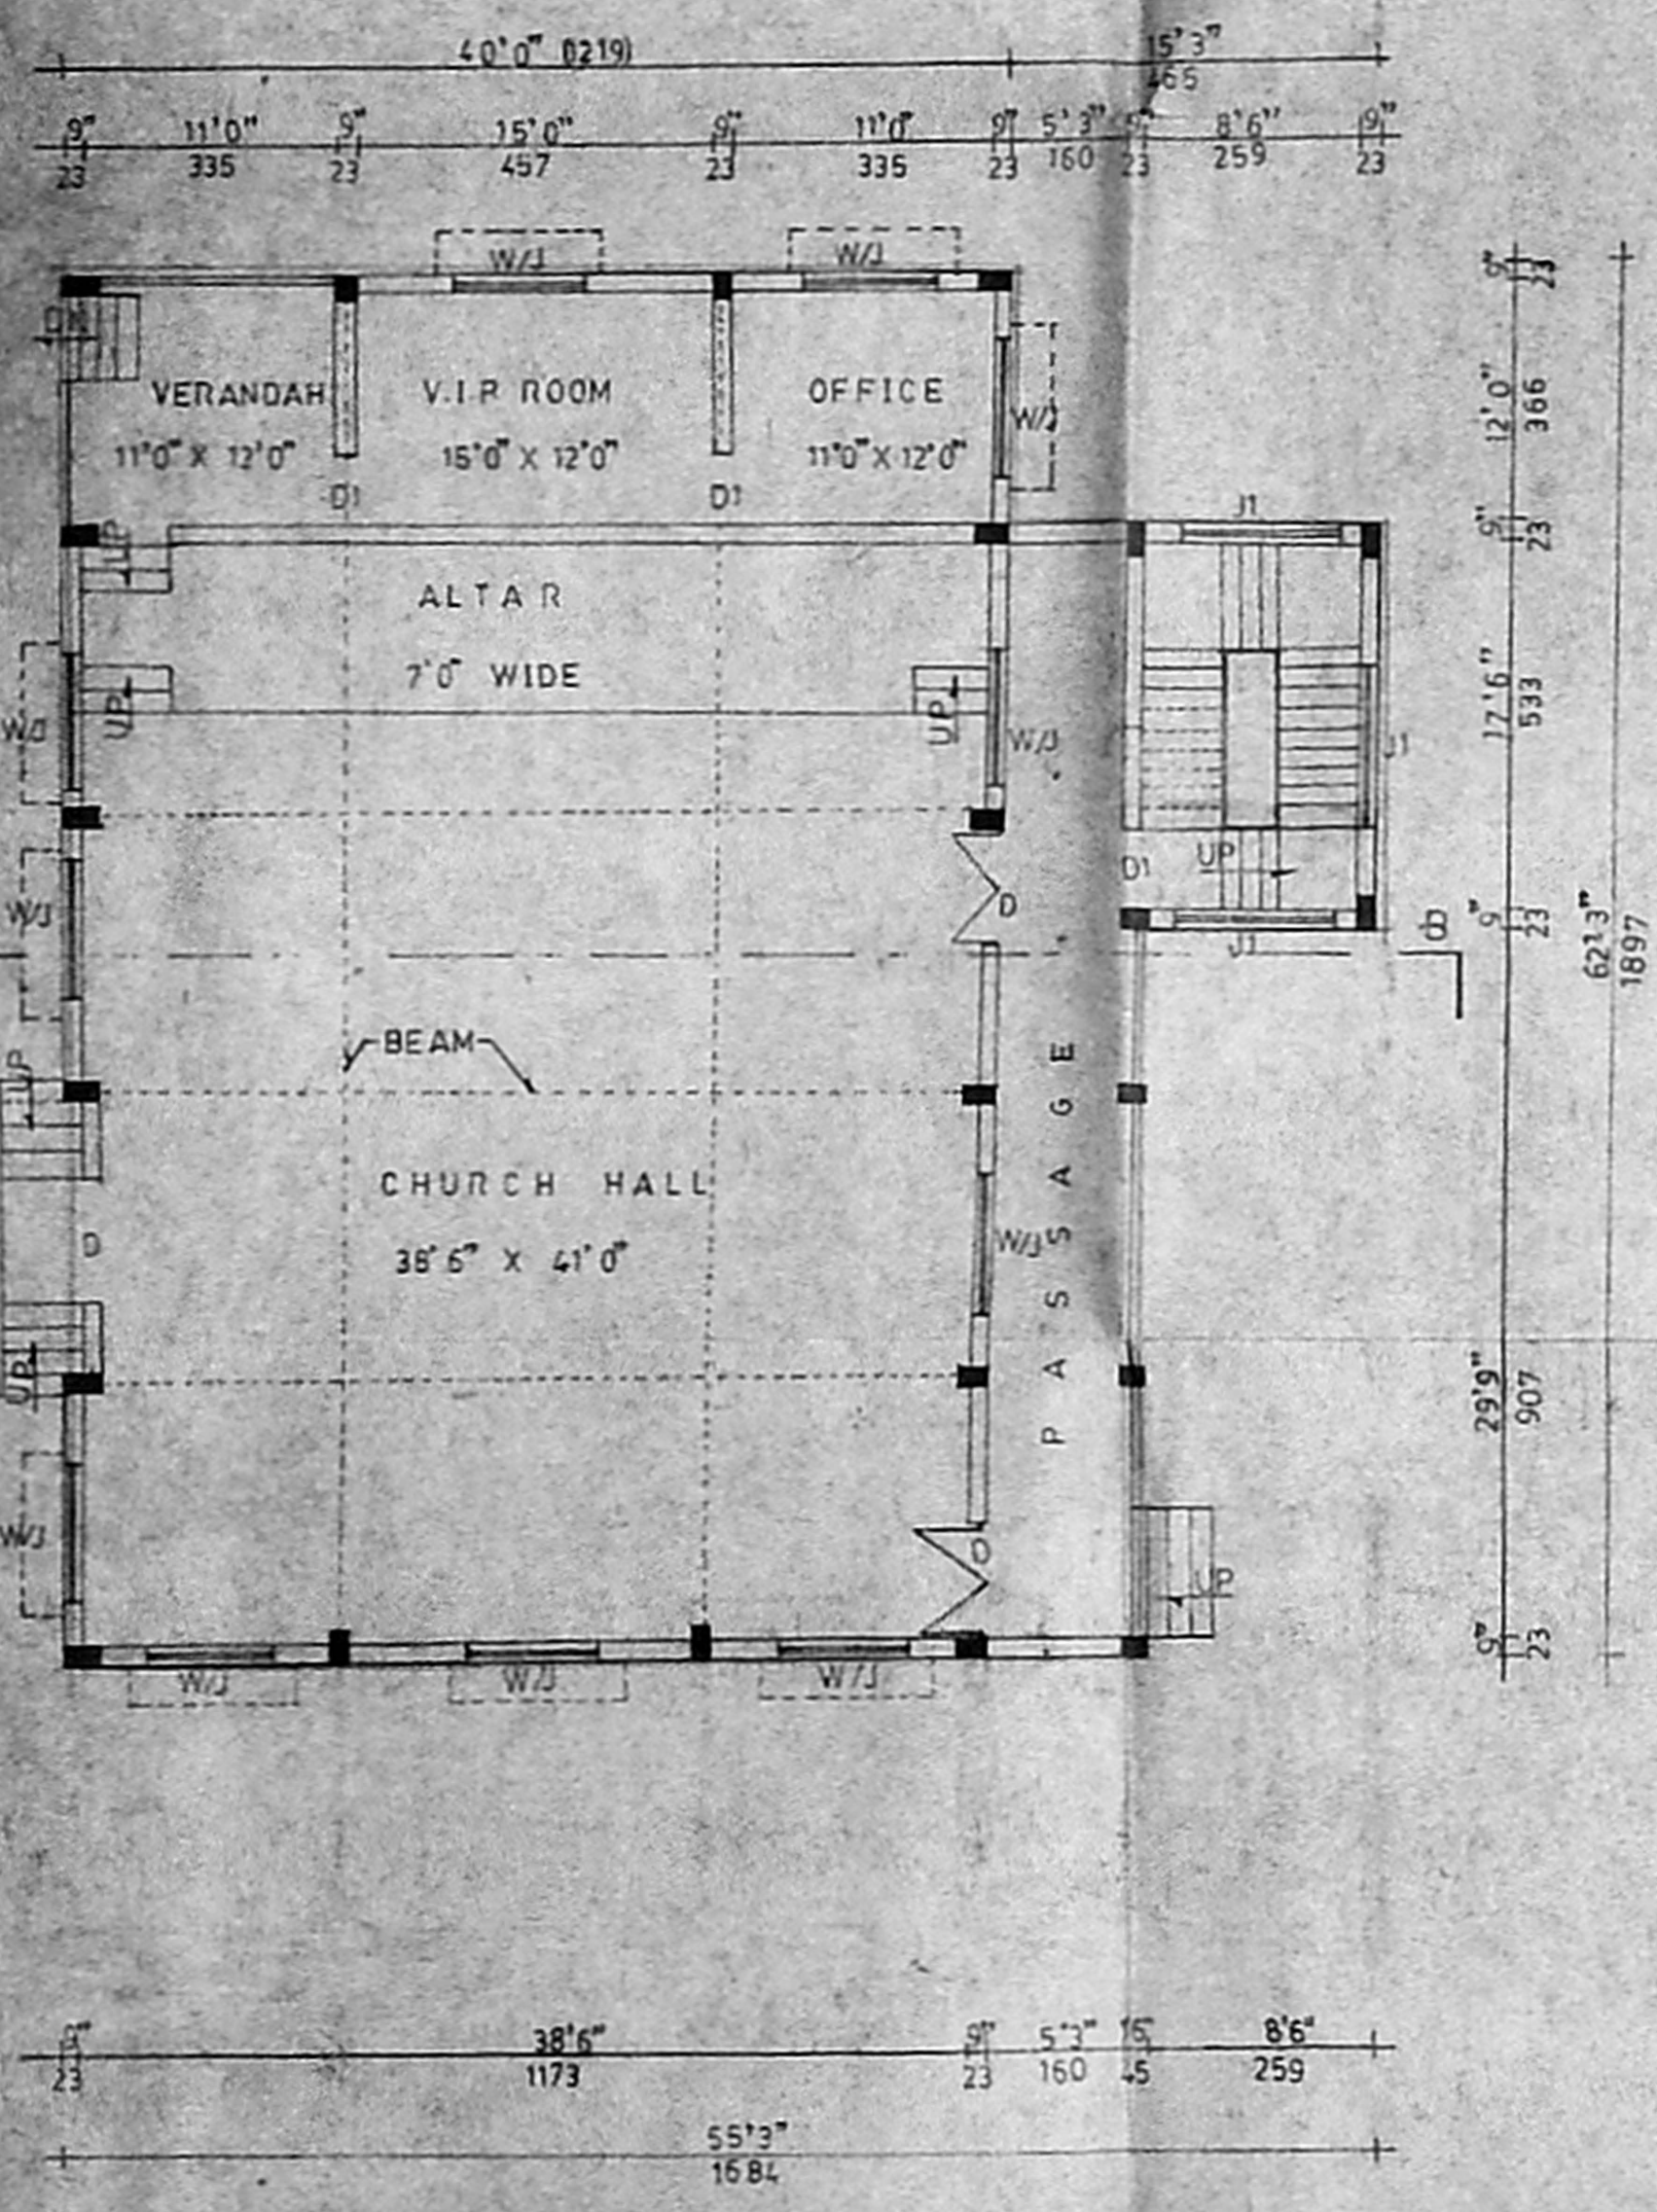 40'0" (1219)
15'3"
465
9" 11'0" 9" 15'0" 9" 11'0" 9" 5'3" 9" 8'6" 9"
23 335 23 457 23 335 23 160 23 259 23
W/J W/J
9"
23
DN
VERANDAH V.I.P. ROOM OFFICE
W/J
12'0"
366
11'0" X 12'0" 15'0" X 12'0" 11'0" X 12'0"
D1 D1
J1
UP
9"
23
ALTAR
7'0" WIDE
UP UP
W/J W/J
17'6"
533
J1
D1 UP
W/J
D
9"
23
B
J1
62'3"
1897
BEAM
UP
CHURCH HALL
38'6" X 41'0"
D
W/J
PASSAGE
UP
29'9"
907
W/J
D
UP
9"
23
W/J W/J W/J
9" 38'6" 9" 5'3" 8'6"
23 1173 23 160 45 259
55'3"
1684